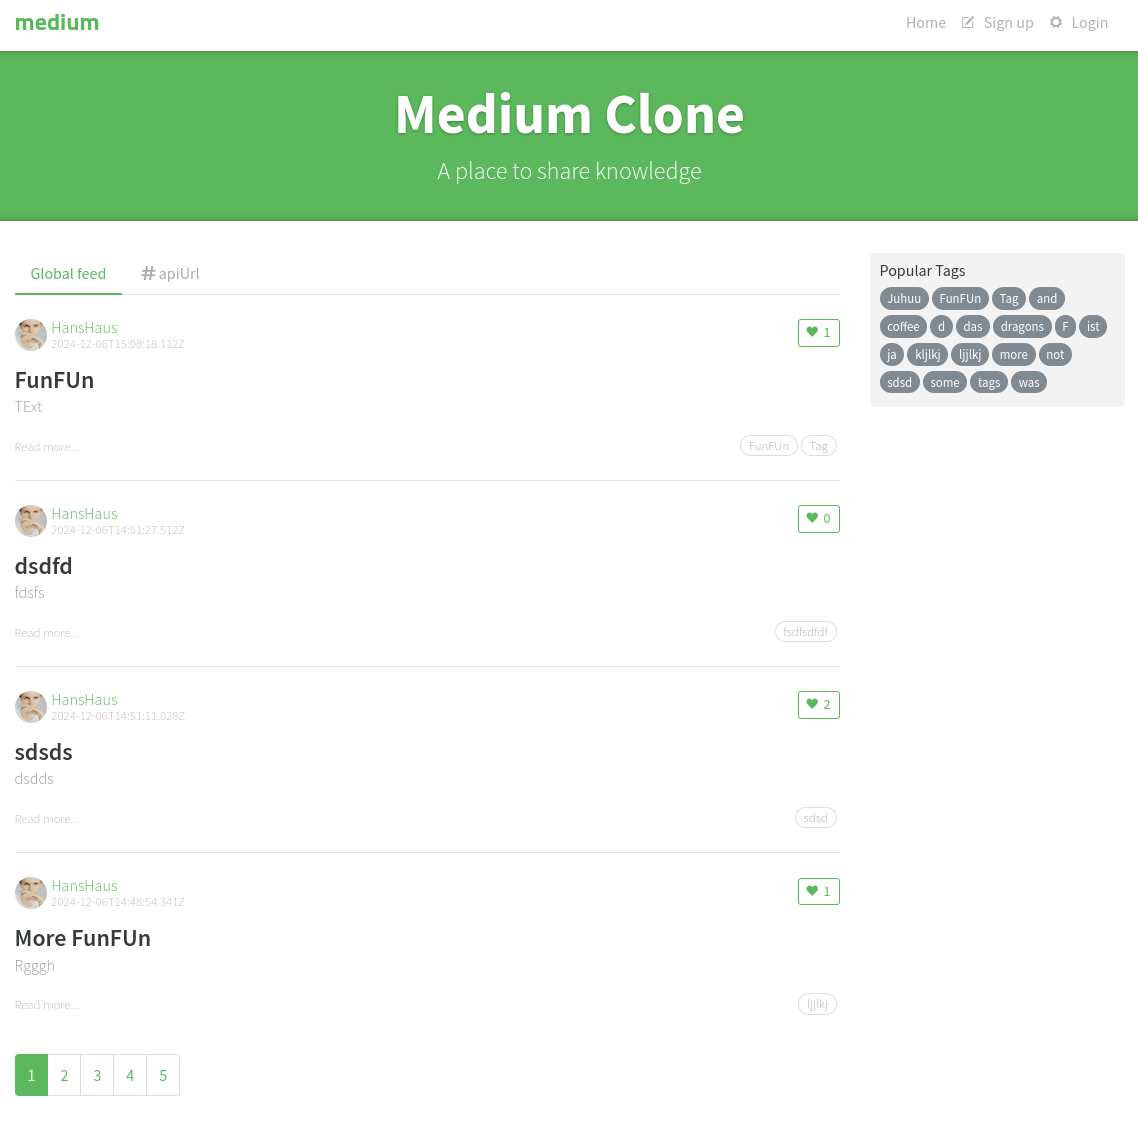 medium
Home Sign up Login
Medium Clone
A place to share knowledge
Global feed # apiUrl
HansHaus
2024-12-06T15:08:18.112Z
1
FunFUn
TExt
Read more...
FunFUn Tag
HansHaus
2024-12-06T14:51:27.512Z
0
dsdfd
fdsfs
Read more...
fsdfsdfdf
HansHaus
2024-12-06T14:51:11.028Z
2
sdsds
dsdds
Read more...
sdsd
HansHaus
2024-12-06T14:48:54.341Z
1
More FunFUn
Rgggh
Read more...
ljjlkj
1 2 3 4 5
Popular Tags
Juhuu FunFUn Tag and
coffee d das dragons F ist
ja kljlkj ljjlkj more not
sdsd some tags was